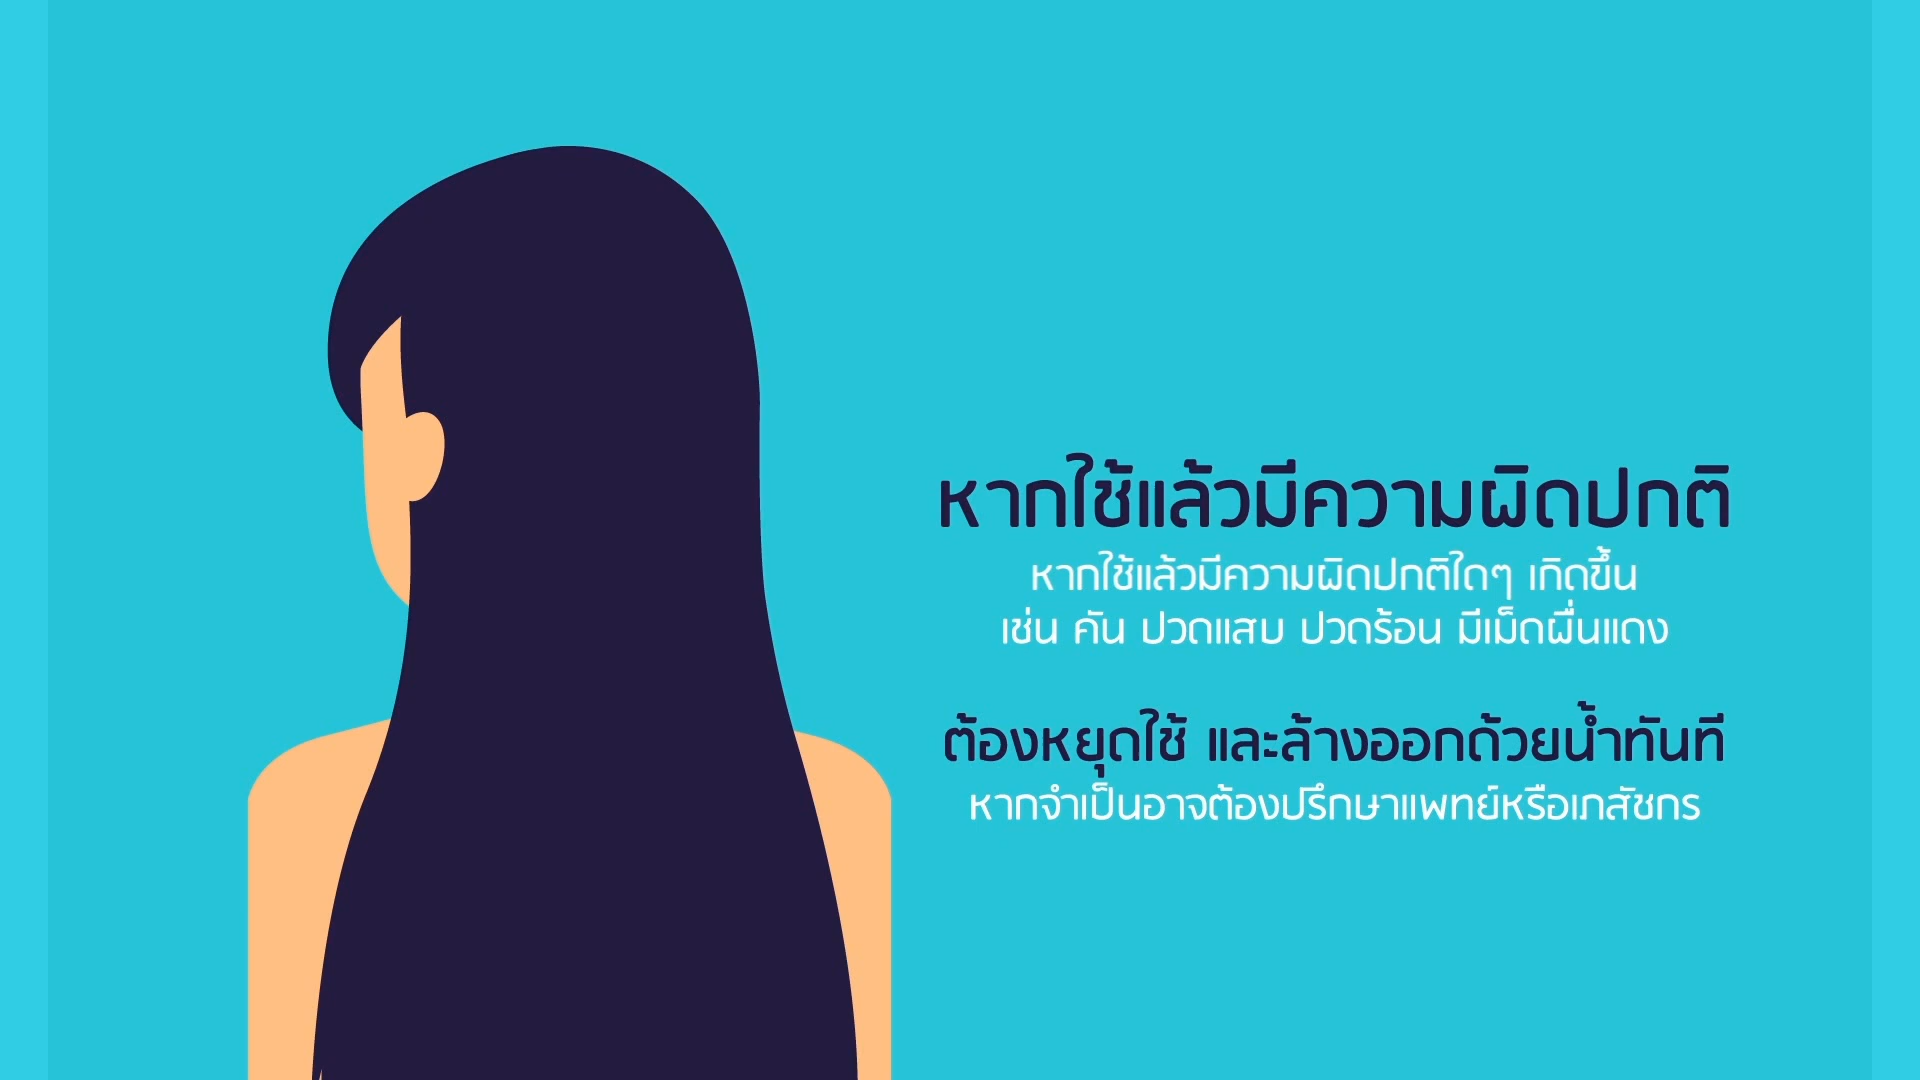 หากใช้แล้วมีความผิดปกติ
หากใช้แล้วมีความผิดปกติใดๆ เกิดขึ้น
เช่น คัน ปวดแสบ ปวดร้อน มีเม็ดผื่นแดง
ต้องหยุดใช้ และล้างออกด้วยน้ำทันที
หากจำเป็นอาจต้องปรึกษาแพทย์หรือเภสัชกร